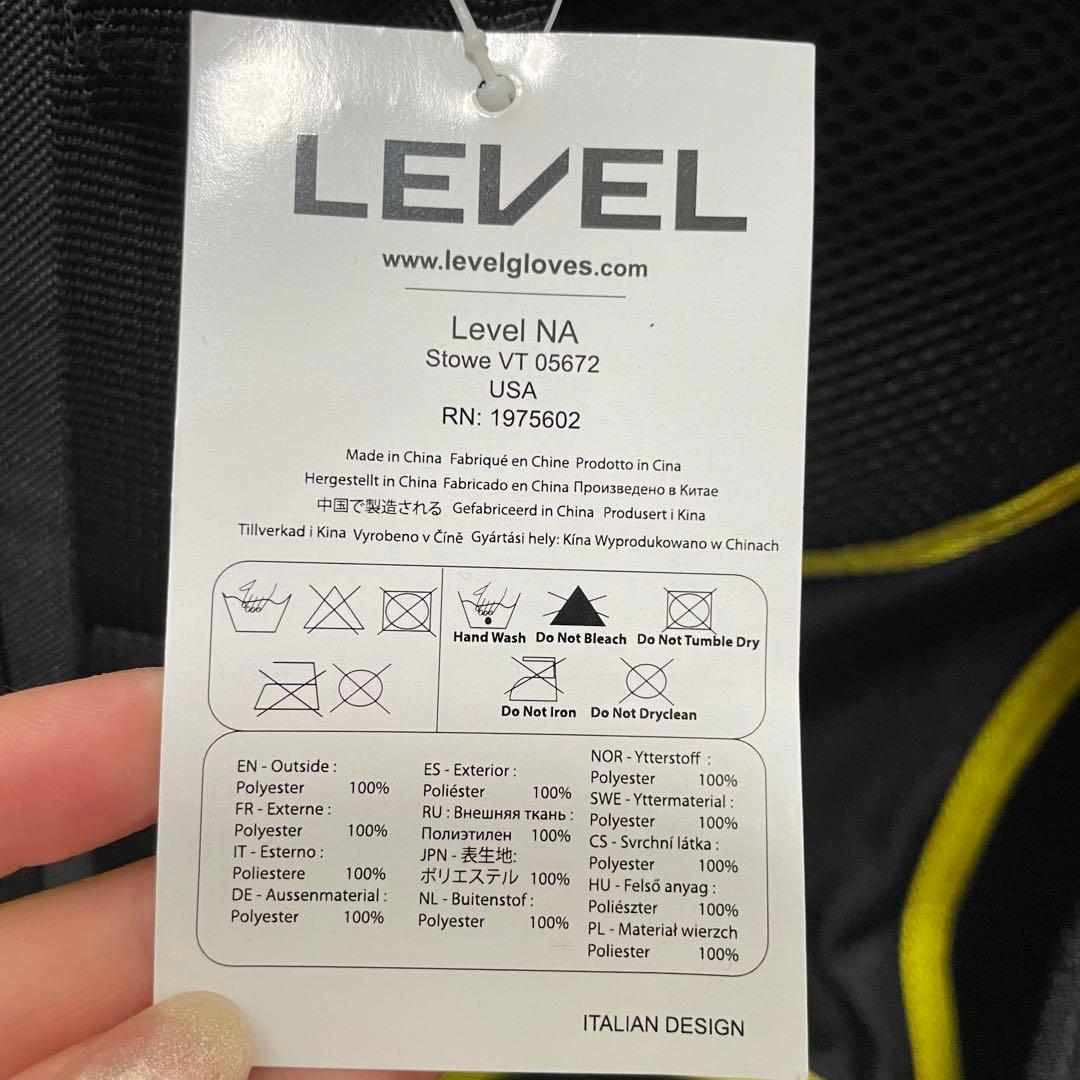 LEVEL
www.levelgloves.com
Level NA
Stowe VT 05672
USA
RN: 1975602
Made in China Fabriqué en Chine Prodotto in Cina
Hergestellt in China Fabricado en China Произведено в Китае
中国で製造される Gefabriceerd in China Produsert i Kina
Tillverkad i Kina Vyrobeno v Číně Gyártási hely: Kína Wyprodukowano w Chinach
Hand Wash Do Not Bleach Do Not Tumble Dry
Do Not Iron Do Not Dryclean
EN - Outside :
Polyester 100%
FR - Externe :
Polyester 100%
IT - Esterno :
Poliestere 100%
DE - Aussenmaterial :
Polyester 100%
ES - Exterior :
Poliéster 100%
RU : Внешняя ткань :
Полиэтилен 100%
JPN - 表生地:
ポリエステル 100%
NL - Buitenstof :
Polyester 100%
NOR - Ytterstoff :
Polyester 100%
SWE - Yttermaterial :
Polyester 100%
CS - Svrchní látka :
Polyester 100%
HU - Felső anyag :
Poliészter 100%
PL - Materiał wierzch
Poliester 100%
ITALIAN DESIGN